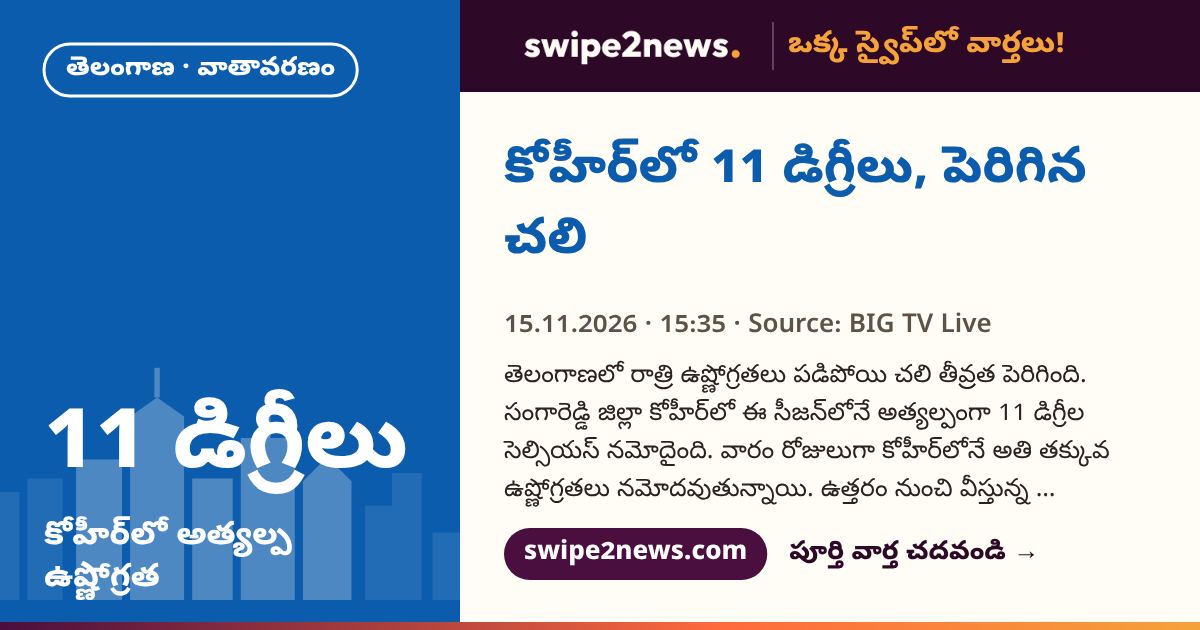 తెలంగాణ · వాతావరణం
11 డిగ్రీలు
కోహీర్‌లో అత్యల్ప
ఉష్ణోగ్రత
swipe2news.
ఒక్క స్వైప్‌లో వార్తలు!
కోహీర్‌లో 11 డిగ్రీలు, పెరిగిన
చలి
15.11.2026 · 15:35 · Source: BIG TV Live
తెలంగాణలో రాత్రి ఉష్ణోగ్రతలు పడిపోయి చలి తీవ్రత పెరిగింది.
సంగారెడ్డి జిల్లా కోహీర్‌లో ఈ సీజన్‌లోనే అత్యల్పంగా 11 డిగ్రీల
సెల్సియస్ నమోదైంది. వారం రోజులుగా కోహీర్‌లోనే అతి తక్కువ
ఉష్ణోగ్రతలు నమోదవుతున్నాయి. ఉత్తరం నుంచి వీస్తున్న ...
swipe2news.com
పూర్తి వార్త చదవండి →